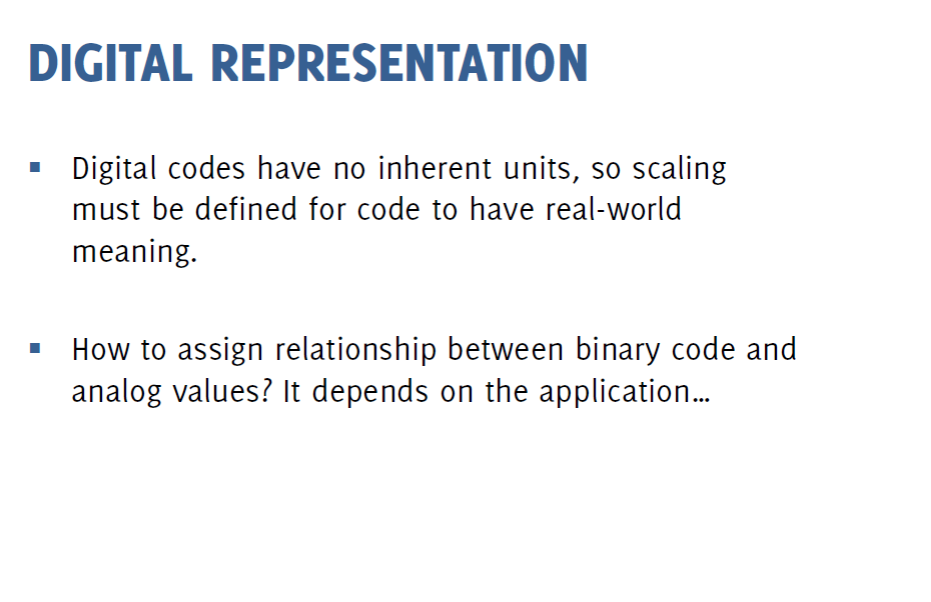 DIGITAL REPRESENTATION
▪ Digital codes have no inherent units, so scaling
must be defined for code to have real-world
meaning.
▪ How to assign relationship between binary code and
analog values? It depends on the application...